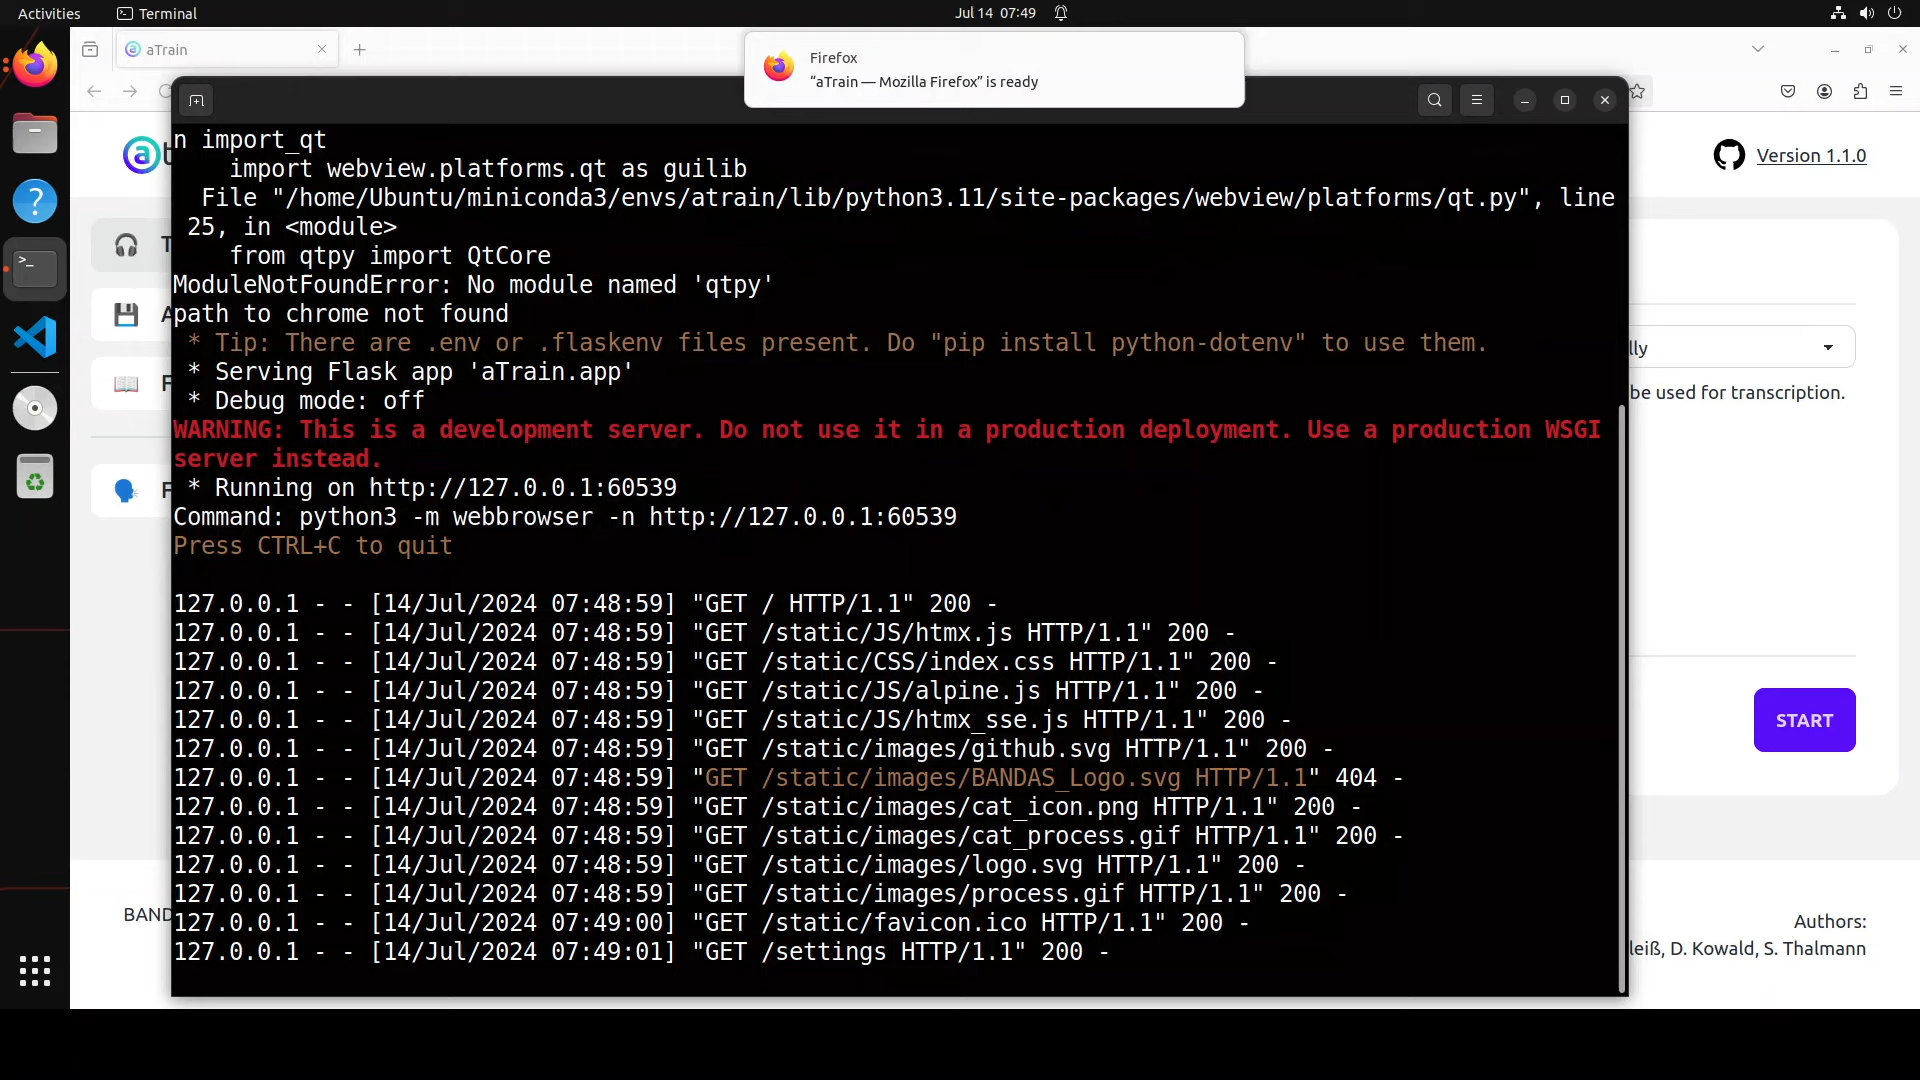 Activities
Terminal
Jul 14 07:49
aTrain
Firefox
“aTrain — Mozilla Firefox” is ready
Version 1.1.0
n import_qt
    import webview.platforms.qt as guilib
  File "/home/Ubuntu/miniconda3/envs/atrain/lib/python3.11/site-packages/webview/platforms/qt.py", line
 25, in <module>
    from qtpy import QtCore
ModuleNotFoundError: No module named 'qtpy'
path to chrome not found
 * Tip: There are .env or .flaskenv files present. Do "pip install python-dotenv" to use them.
 * Serving Flask app 'aTrain.app'
 * Debug mode: off
WARNING: This is a development server. Do not use it in a production deployment. Use a production WSGI
server instead.
 * Running on http://127.0.0.1:60539
Command: python3 -m webbrowser -n http://127.0.0.1:60539
Press CTRL+C to quit
127.0.0.1 - - [14/Jul/2024 07:48:59] "GET / HTTP/1.1" 200 -
127.0.0.1 - - [14/Jul/2024 07:48:59] "GET /static/JS/htmx.js HTTP/1.1" 200 -
127.0.0.1 - - [14/Jul/2024 07:48:59] "GET /static/CSS/index.css HTTP/1.1" 200 -
127.0.0.1 - - [14/Jul/2024 07:48:59] "GET /static/JS/alpine.js HTTP/1.1" 200 -
127.0.0.1 - - [14/Jul/2024 07:48:59] "GET /static/JS/htmx_sse.js HTTP/1.1" 200 -
127.0.0.1 - - [14/Jul/2024 07:48:59] "GET /static/images/github.svg HTTP/1.1" 200 -
127.0.0.1 - - [14/Jul/2024 07:48:59] "GET /static/images/BANDAS_Logo.svg HTTP/1.1" 404 -
127.0.0.1 - - [14/Jul/2024 07:48:59] "GET /static/images/cat_icon.png HTTP/1.1" 200 -
127.0.0.1 - - [14/Jul/2024 07:48:59] "GET /static/images/cat_process.gif HTTP/1.1" 200 -
127.0.0.1 - - [14/Jul/2024 07:48:59] "GET /static/images/logo.svg HTTP/1.1" 200 -
127.0.0.1 - - [14/Jul/2024 07:48:59] "GET /static/images/process.gif HTTP/1.1" 200 -
127.0.0.1 - - [14/Jul/2024 07:49:00] "GET /static/favicon.ico HTTP/1.1" 200 -
127.0.0.1 - - [14/Jul/2024 07:49:01] "GET /settings HTTP/1.1" 200 -
lly
be used for transcription.
START
BAND
Authors:
leiß, D. Kowald, S. Thalmann